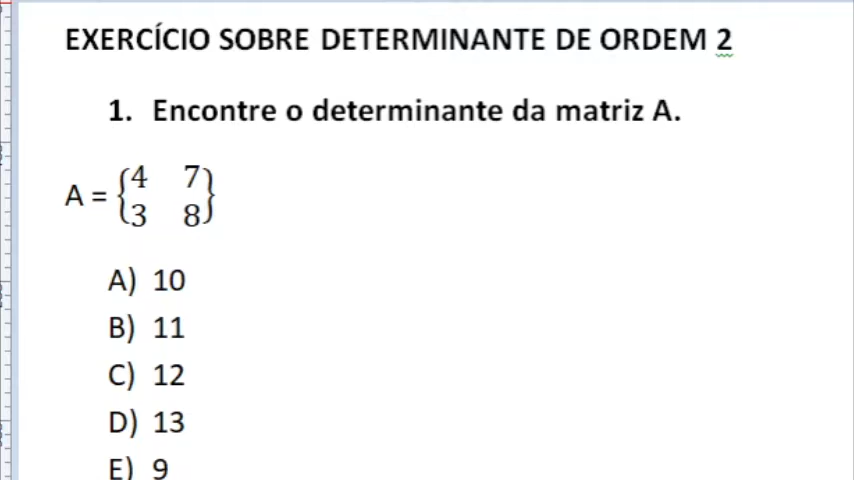 EXERCÍCIO SOBRE DETERMINANTE DE ORDEM 2
1. Encontre o determinante da matriz A.
A = {4 7
3 8}
A) 10
B) 11
C) 12
D) 13
E) 9